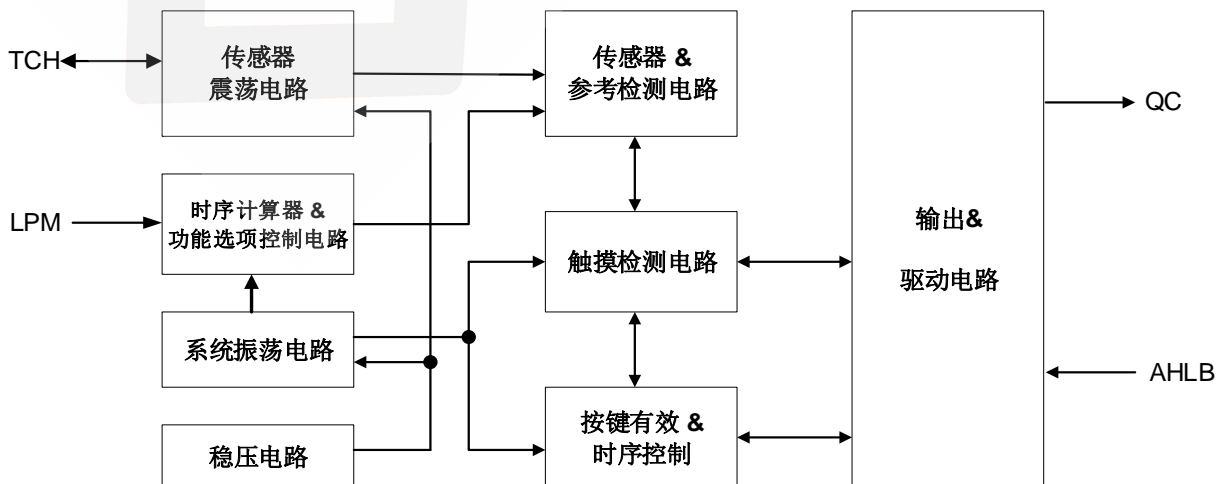 TCH
传感器
震荡电路
传感器 &
参考检测电路
QC
LPM
时序计算器 &
功能选项控制电路
触摸检测电路
输出&
驱动电路
系统振荡电路
AHLB
按键有效 &
时序控制
稳压电路